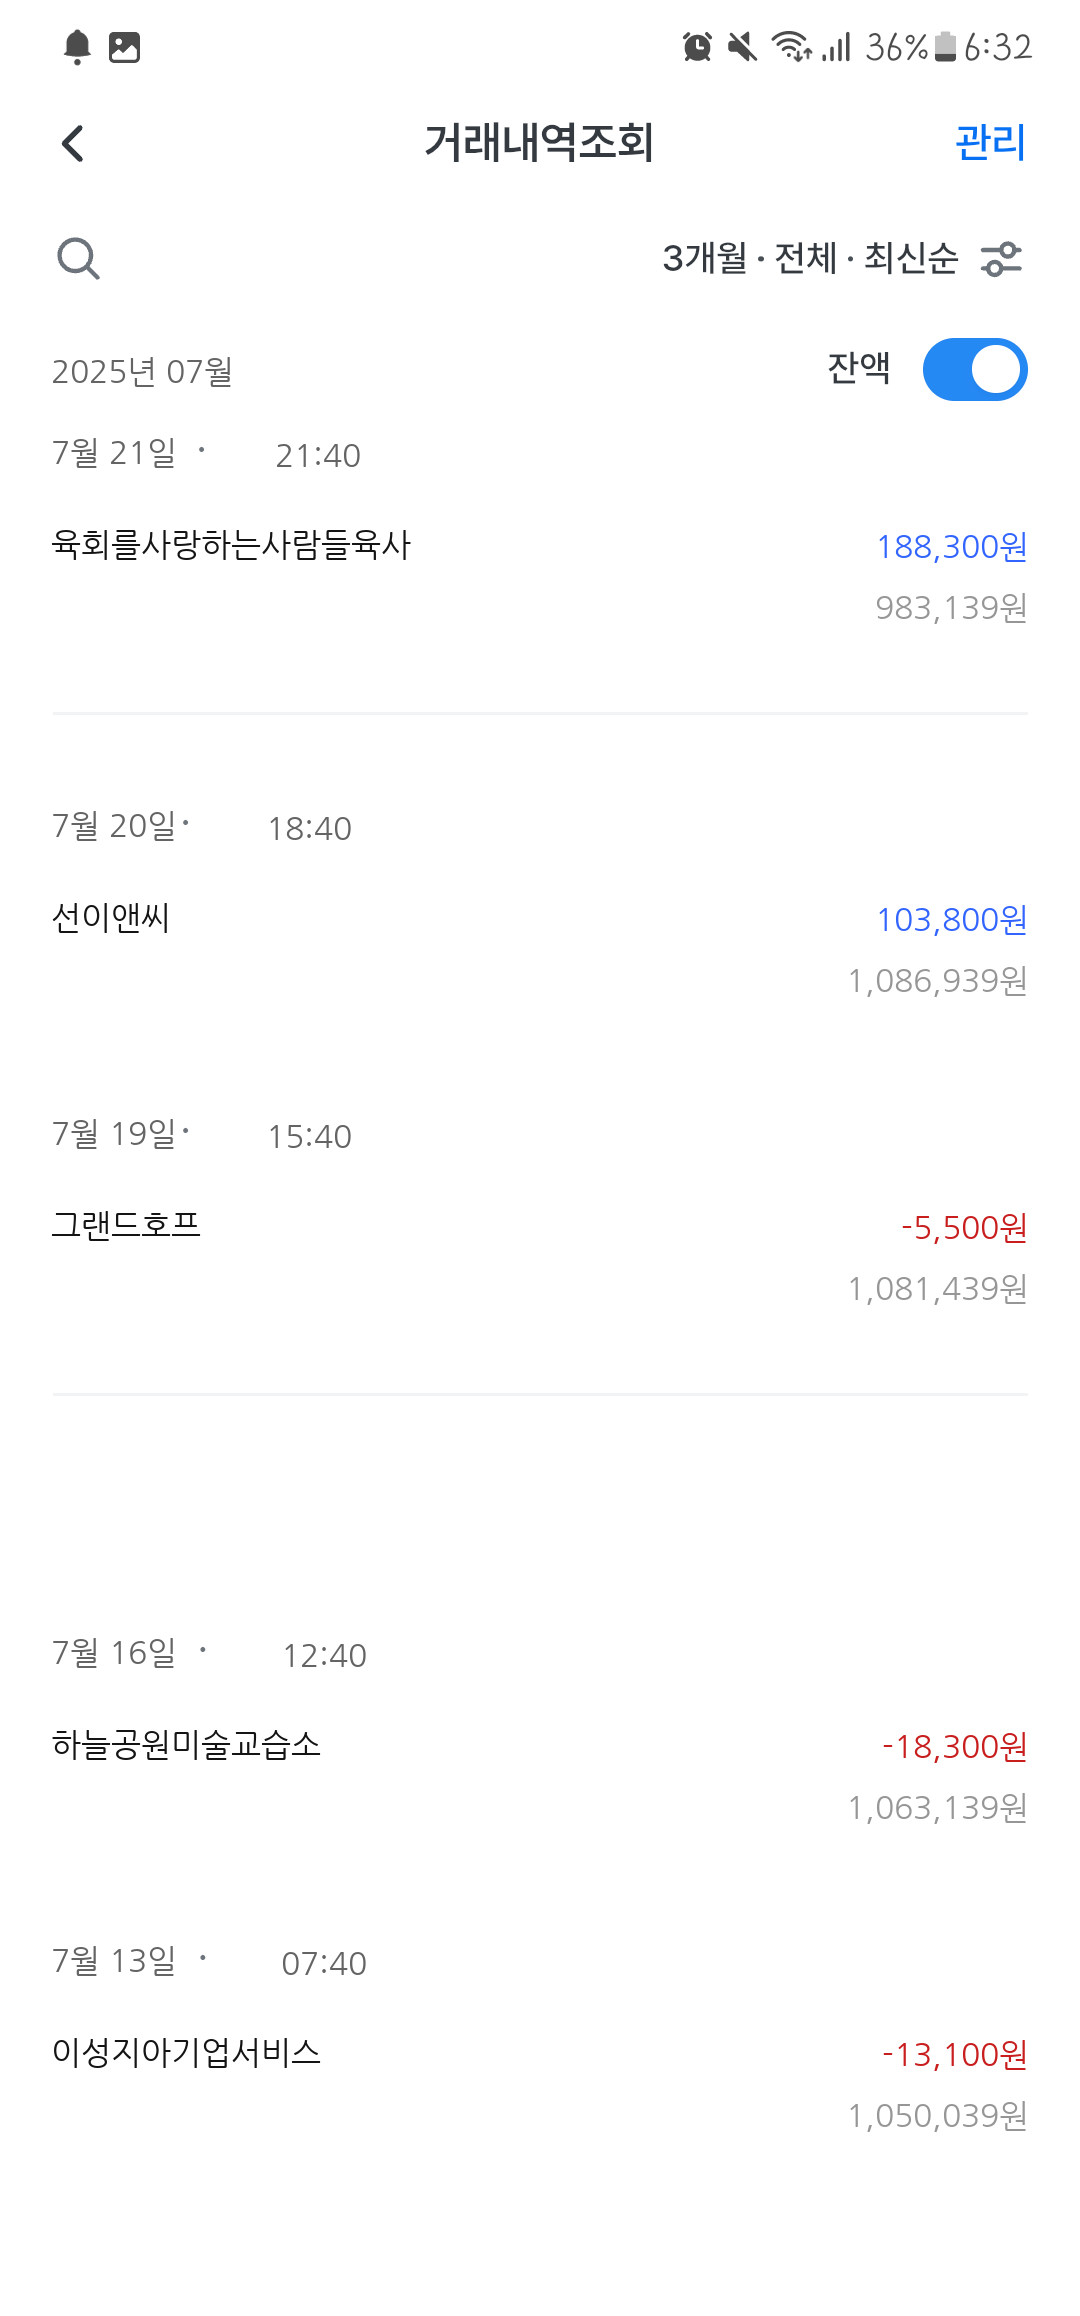 36% 6:32
거래내역조회 관리
3개월 · 전체 · 최신순
2025년 07월 잔액
7월 21일 · 21:40
육회를사랑하는사람들육사 188,300원
983,139원
7월 20일· 18:40
선이앤씨 103,800원
1,086,939원
7월 19일· 15:40
그랜드호프 -5,500원
1,081,439원
7월 16일 · 12:40
하늘공원미술교습소 -18,300원
1,063,139원
7월 13일 · 07:40
이성지아기업서비스 -13,100원
1,050,039원